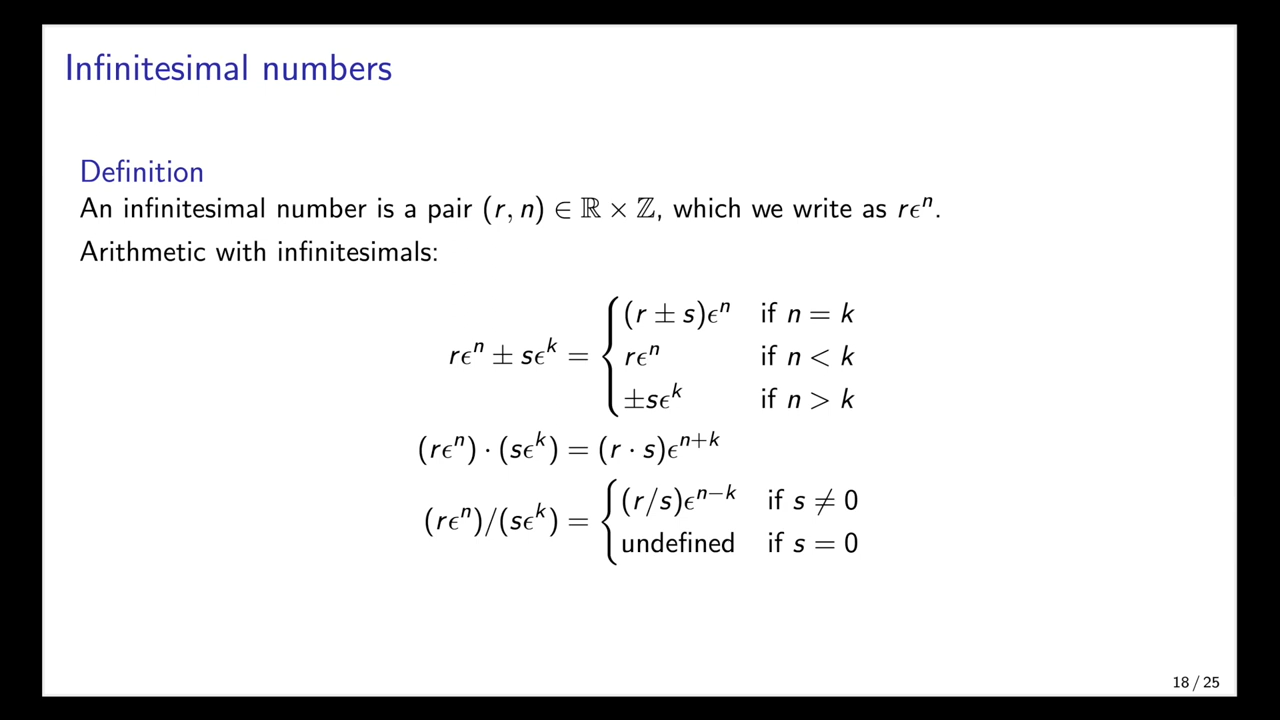 Infinitesimal numbers
Definition
An infinitesimal number is a pair (r, n) ∈ ℝ × ℤ, which we write as rϵⁿ.
Arithmetic with infinitesimals:
rϵⁿ ± sϵᵏ = { (r ± s)ϵⁿ if n = k
rϵⁿ if n < k
±sϵᵏ if n > k
(rϵⁿ) · (sϵᵏ) = (r · s)ϵⁿ⁺ᵏ
(rϵⁿ)/(sϵᵏ) = { (r/s)ϵⁿ⁻ᵏ if s ≠ 0
undefined if s = 0
18 / 25